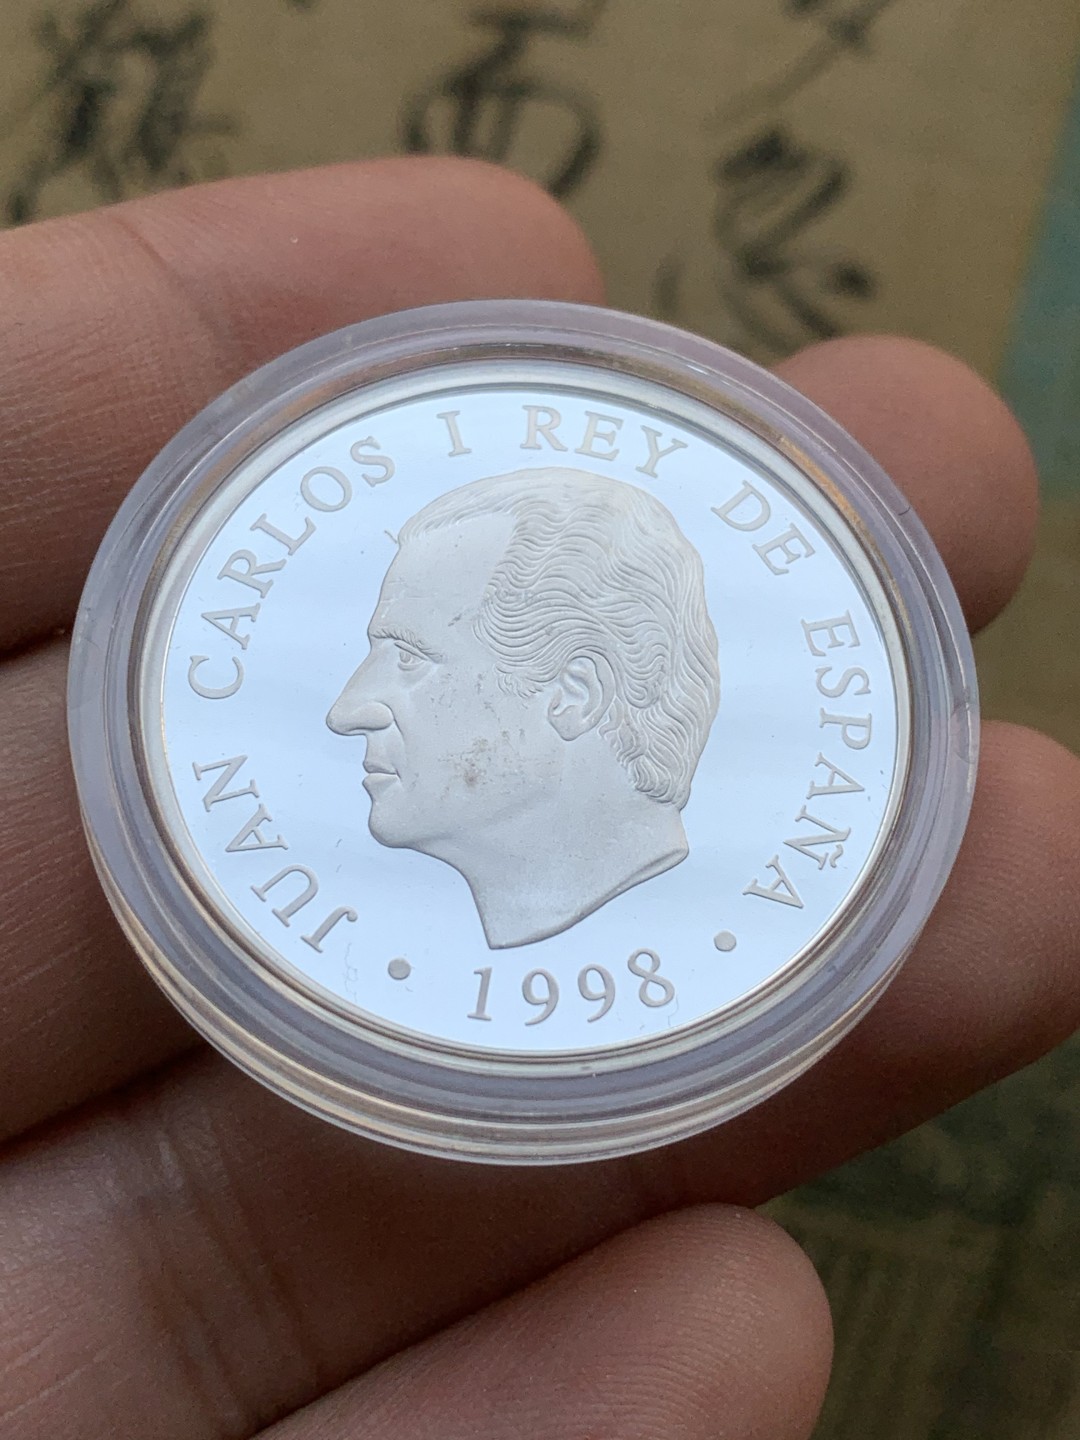 JUAN CARLOS I REY DE ESPAÑA
• 1998 •